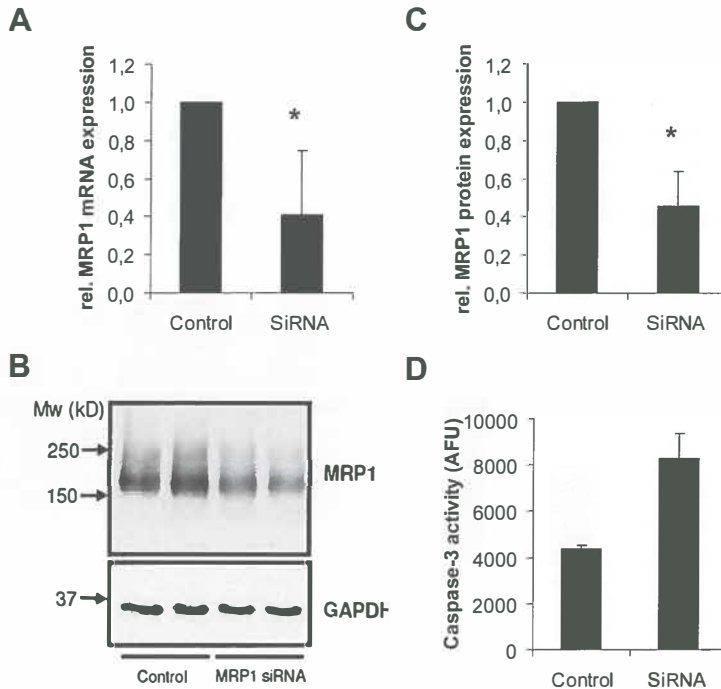 A
rel. MRP1 mRNA expression
1,2
1,0
0,8
0,6
0,4
0,2
0,0
*
Control
SiRNA
C
rel. MRP1 protein expression
1,2
1,0
0,8
0,6
0,4
0,2
0,0
*
Control
SiRNA
B
Mw (kD)
250
150
MRP1
37
GAPDH
Control
MRP1 siRNA
D
Caspase-3 activity (AFU)
10000
8000
6000
4000
2000
0
Control
SiRNA